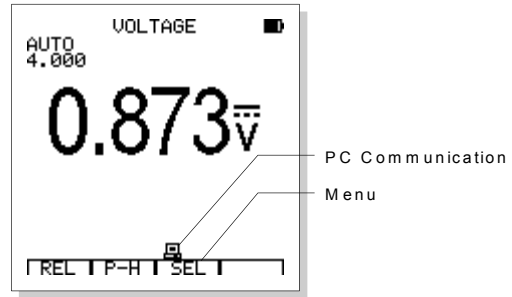 VOLTAGE
AUTO
4.000
0.873 V
PC Communication
Menu
REL P-H SEL